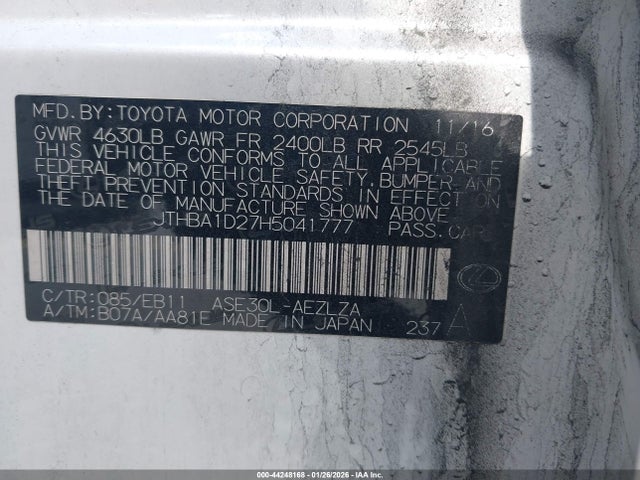 MFD. BY: TOYOTA MOTOR CORPORATION 11/16
GVWR 4630LB GAWR FR 2400LB RR 2545LB
THIS VEHICLE CONFORMS TO ALL APPLICABLE
FEDERAL MOTOR VEHICLE SAFETY, BUMPER, AND
THEFT PREVENTION STANDARDS IN EFFECT ON
THE DATE OF MANUFACTURE SHOWN ABOVE.
JTHBA1D27H5041777 PASS. CAR
C/TR: 085/EB11 ASE30L-AEZLZA
A/TM: B07A/AA81E MADE IN JAPAN 237 A
000-44248168 | 01/26/2026 - IAA Inc.